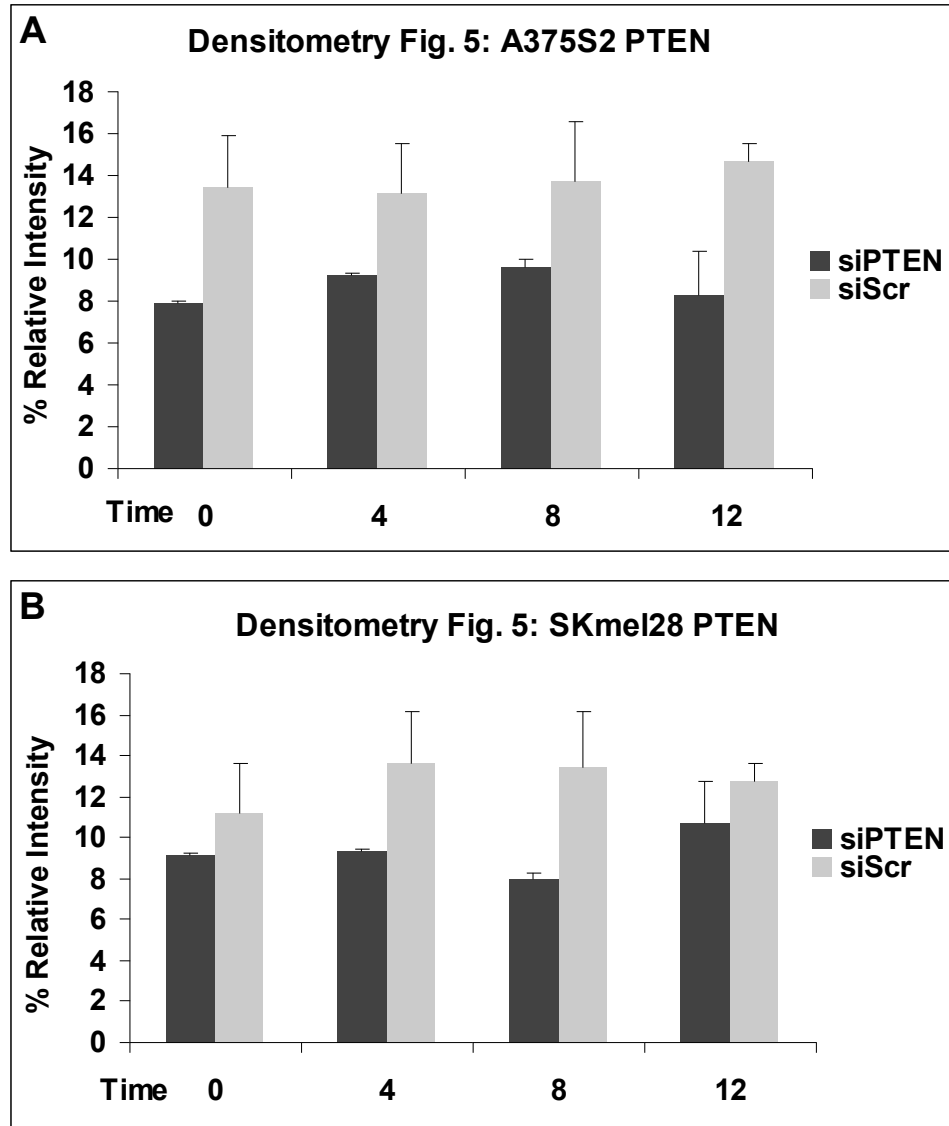 A
Densitometry Fig. 5: A375S2 PTEN
% Relative Intensity
18
16
14
12
10
8
6
4
2
0
siPTEN
siScr
Time 0 4 8 12
B
Densitometry Fig. 5: SKmel28 PTEN
% Relative Intensity
18
16
14
12
10
8
6
4
2
0
siPTEN
siScr
Time 0 4 8 12